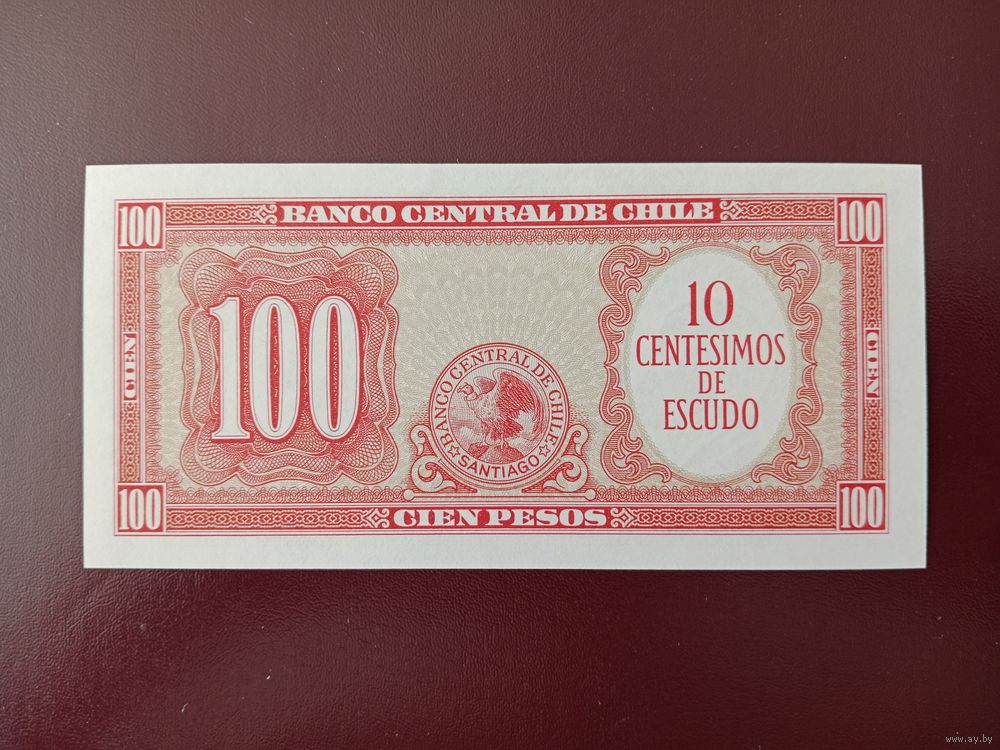 100 BANCO CENTRAL DE CHILE 100
CIEN
100
BANCO CENTRAL DE CHILE
SANTIAGO
10
CENTESIMOS
DE
ESCUDO
CIEN
100 CIEN PESOS 100
www.ay.by